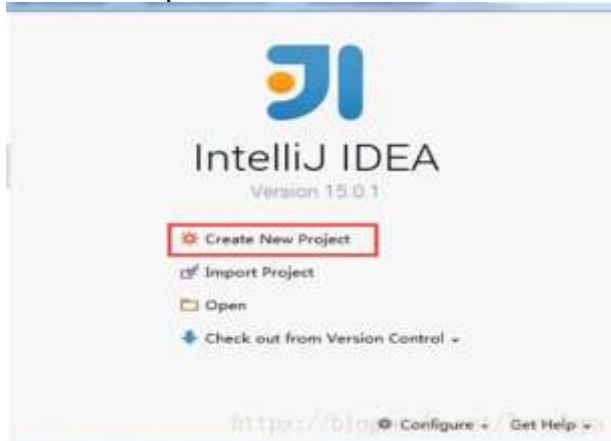 IntelliJ IDEA
Version 15.0.1
Create New Project
Import Project
Open
Check out from Version Control
Configure Get Help